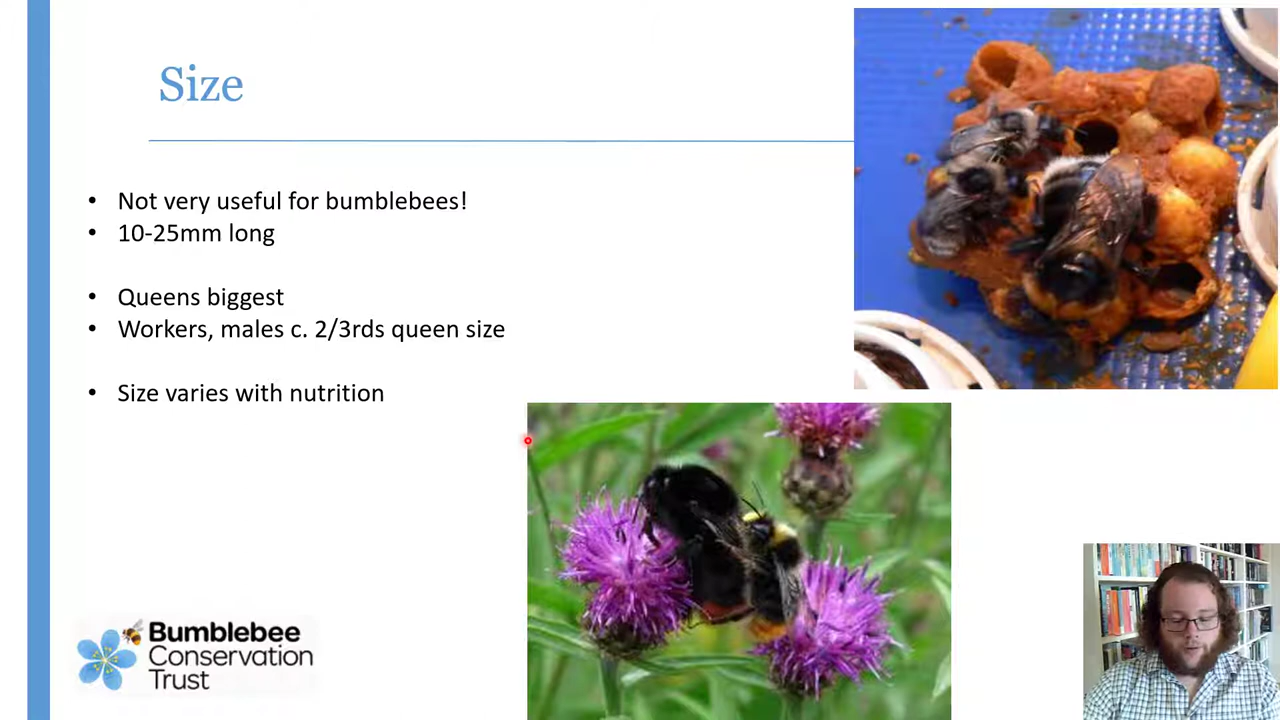 Size
• Not very useful for bumblebees!
• 10-25mm long
• Queens biggest
• Workers, males c. 2/3rds queen size
• Size varies with nutrition
Bumblebee
Conservation
Trust